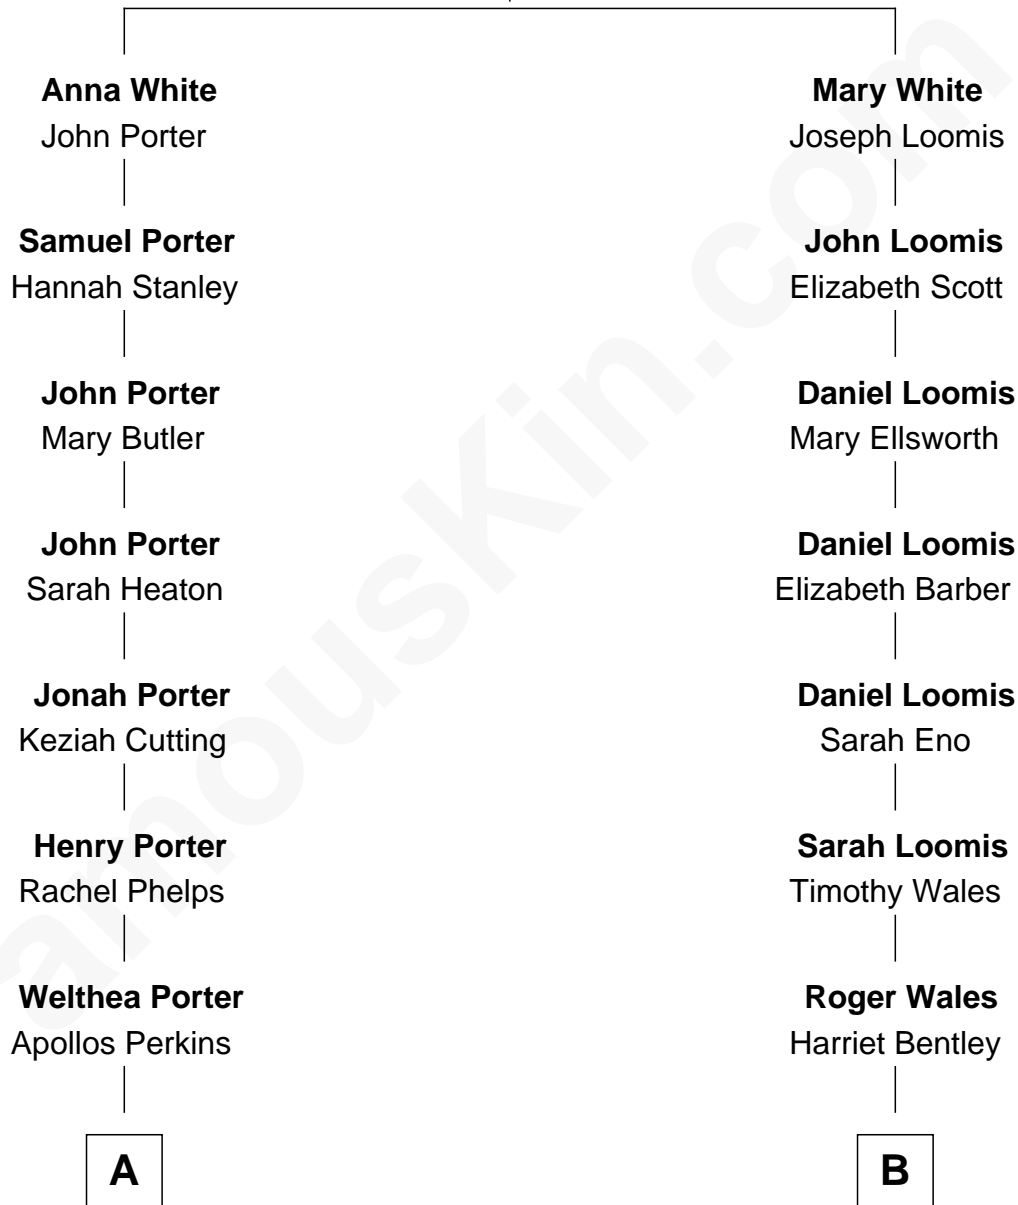 Anna White
John Porter
Samuel Porter
Hannah Stanley
John Porter
Mary Butler
John Porter
Sarah Heaton
Jonah Porter
Keziah Cutting
Henry Porter
Rachel Phelps
Welthea Porter
Apollos Perkins
A
Mary White
Joseph Loomis
John Loomis
Elizabeth Scott
Daniel Loomis
Mary Ellsworth
Daniel Loomis
Elizabeth Barber
Daniel Loomis
Sarah Eno
Sarah Loomis
Timothy Wales
Roger Wales
Harriet Bentley
B
amouskin.com